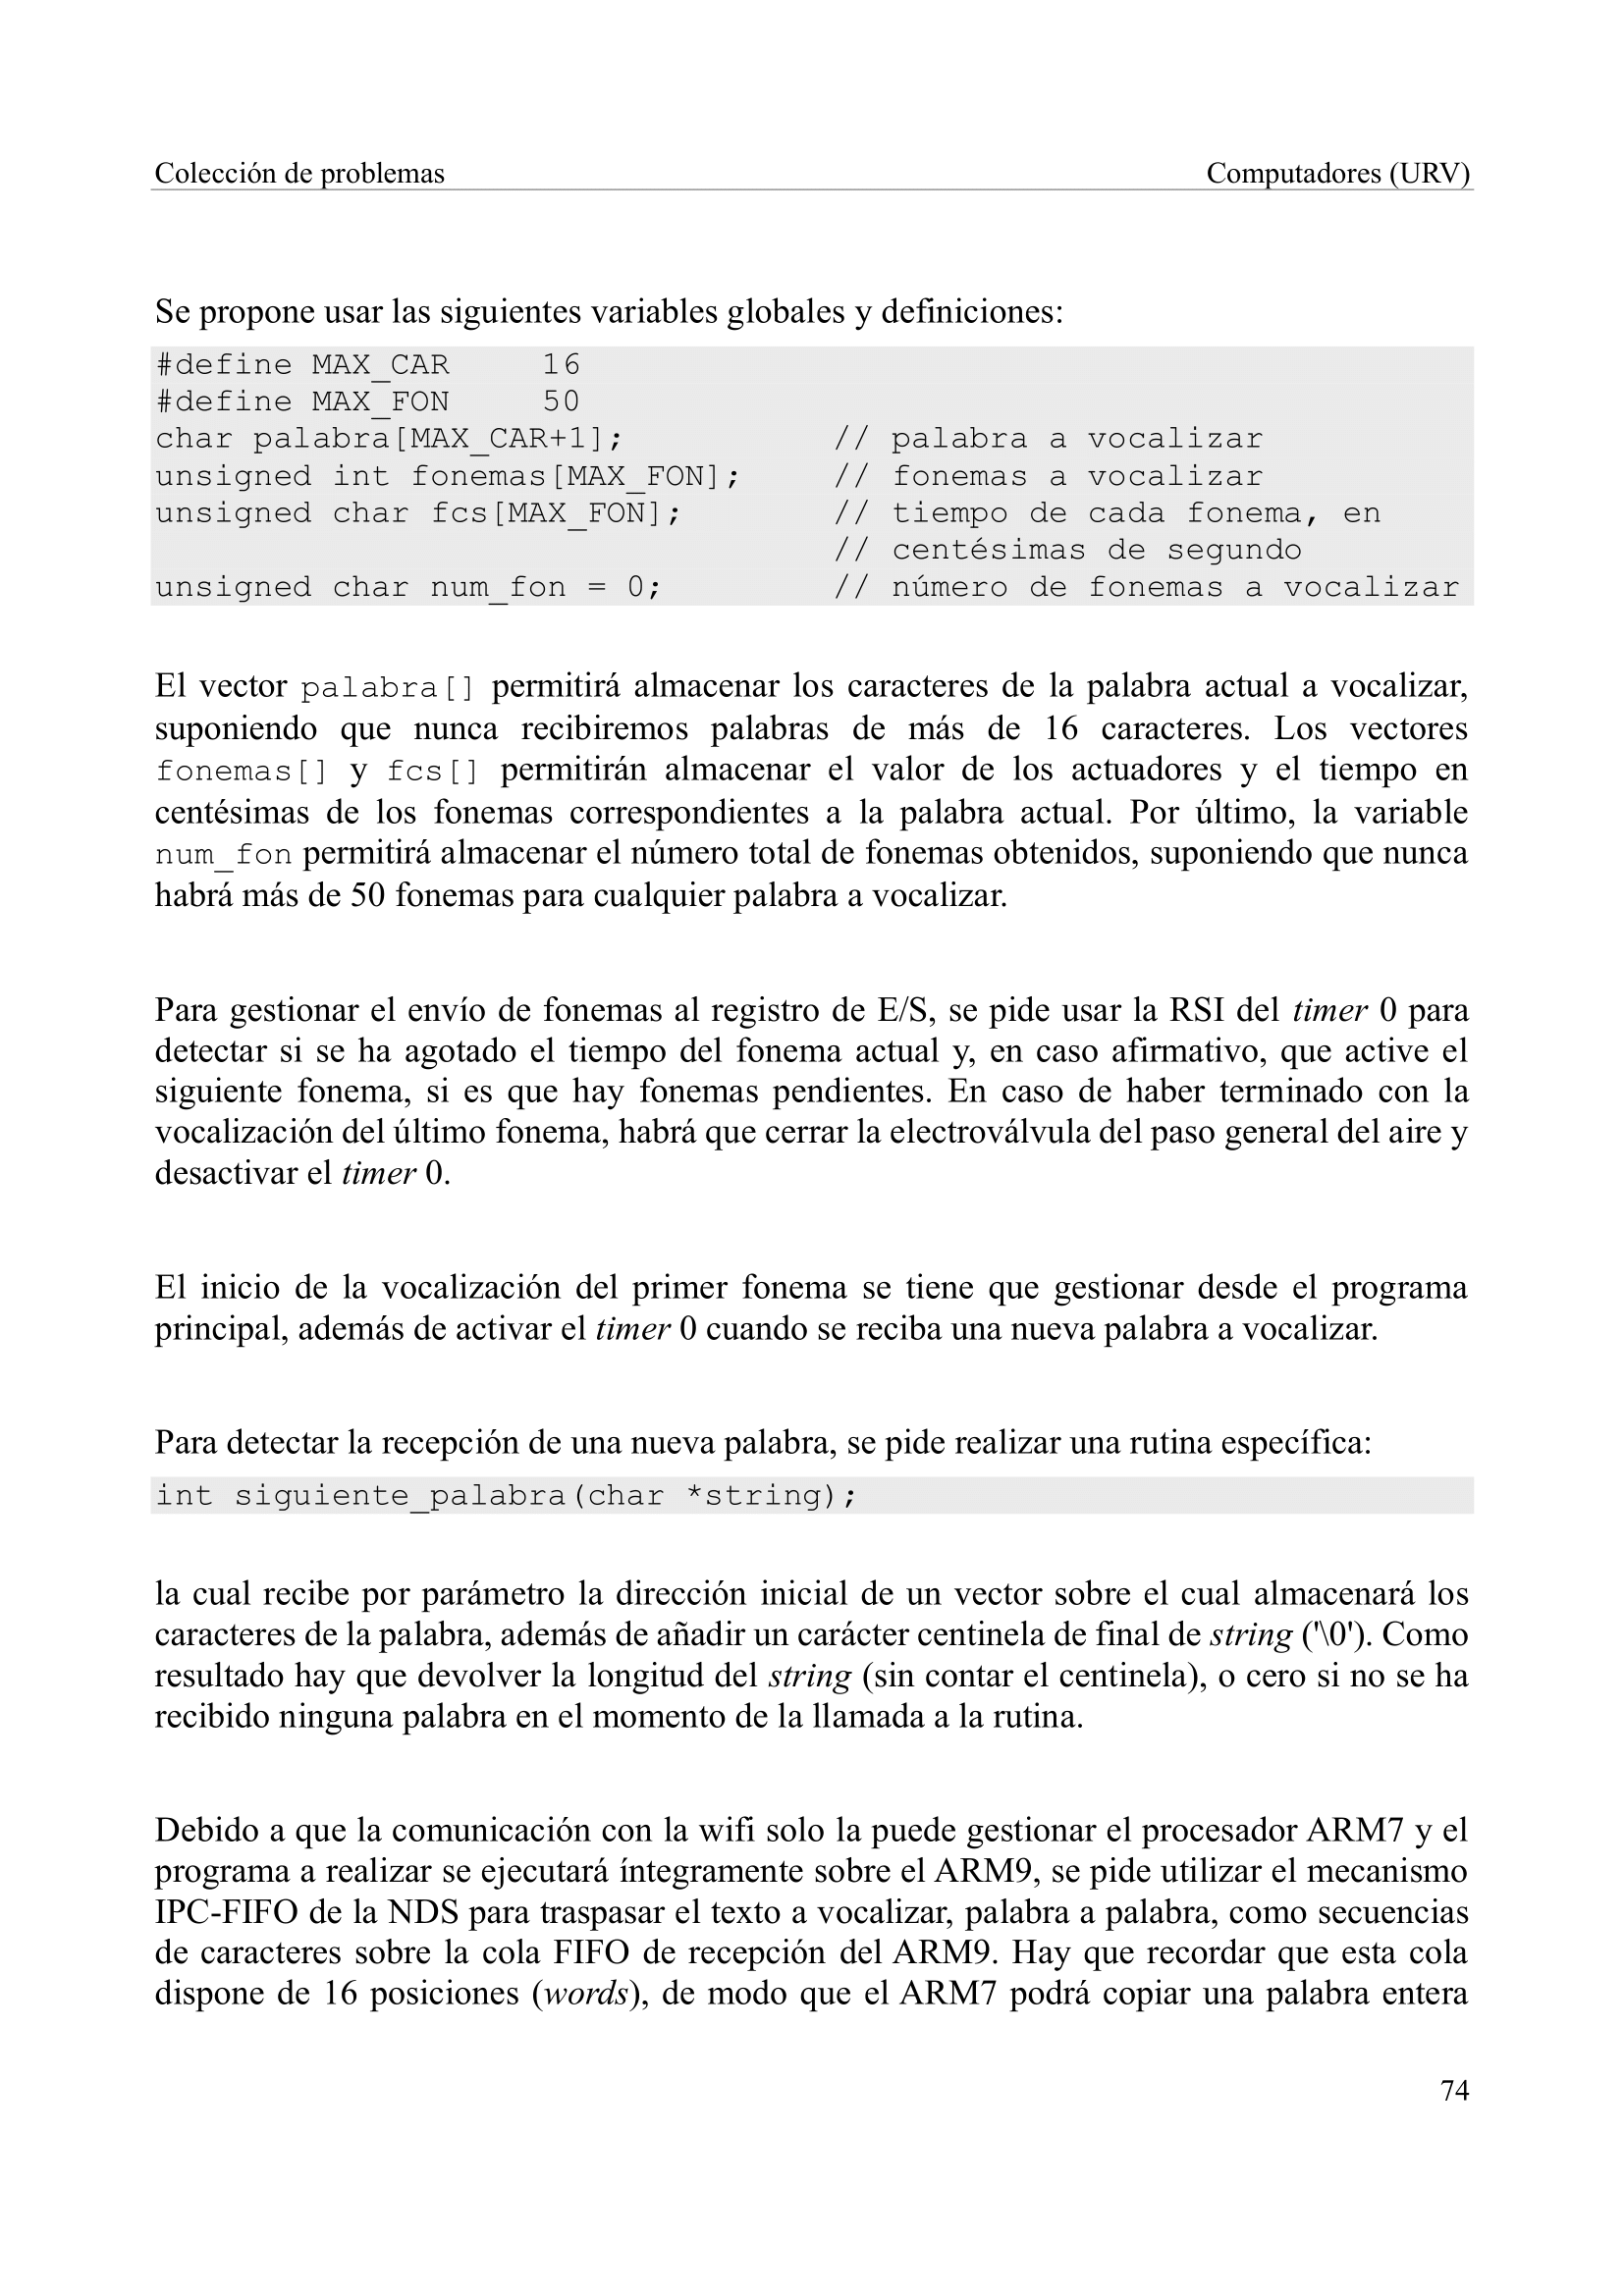 Colección de problemas Computadores (URV)
Se propone usar las siguientes variables globales y definiciones:
#define MAX_CAR 16
#define MAX_FON 50
char palabra[MAX_CAR+1]; // palabra a vocalizar
unsigned int fonemas[MAX_FON]; // fonemas a vocalizar
unsigned char fcs[MAX_FON]; // tiempo de cada fonema, en
// centésimas de segundo
unsigned char num_fon = 0; // número de fonemas a vocalizar
El vector palabra[] permitirá almacenar los caracteres de la palabra actual a vocalizar,
suponiendo que nunca recibiremos palabras de más de 16 caracteres. Los vectores
fonemas[] y fcs[] permitirán almacenar el valor de los actuadores y el tiempo en
centésimas de los fonemas correspondientes a la palabra actual. Por último, la variable
num_fon permitirá almacenar el número total de fonemas obtenidos, suponiendo que nunca
habrá más de 50 fonemas para cualquier palabra a vocalizar.
Para gestionar el envío de fonemas al registro de E/S, se pide usar la RSI del timer 0 para
detectar si se ha agotado el tiempo del fonema actual y, en caso afirmativo, que active el
siguiente fonema, si es que hay fonemas pendientes. En caso de haber terminado con la
vocalización del último fonema, habrá que cerrar la electroválvula del paso general del aire y
desactivar el timer 0.
El inicio de la vocalización del primer fonema se tiene que gestionar desde el programa
principal, además de activar el timer 0 cuando se reciba una nueva palabra a vocalizar.
Para detectar la recepción de una nueva palabra, se pide realizar una rutina específica:
int siguiente_palabra(char *string);
la cual recibe por parámetro la dirección inicial de un vector sobre el cual almacenará los
caracteres de la palabra, además de añadir un carácter centinela de final de string ('\0'). Como
resultado hay que devolver la longitud del string (sin contar el centinela), o cero si no se ha
recibido ninguna palabra en el momento de la llamada a la rutina.
Debido a que la comunicación con la wifi solo la puede gestionar el procesador ARM7 y el
programa a realizar se ejecutará íntegramente sobre el ARM9, se pide utilizar el mecanismo
IPC-FIFO de la NDS para traspasar el texto a vocalizar, palabra a palabra, como secuencias
de caracteres sobre la cola FIFO de recepción del ARM9. Hay que recordar que esta cola
dispone de 16 posiciones (words), de modo que el ARM7 podrá copiar una palabra entera
74